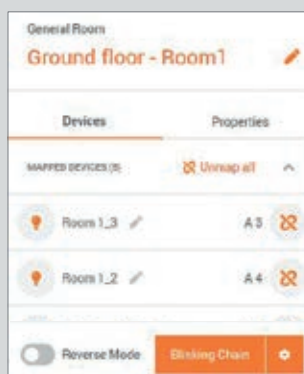 General Room
Ground floor - Room1
Devices Properties
MAPPED DEVICES (8) Unmap all
Room 1_3 A 3
Room 1_2 A 4
Reverse Mode Blinking Chain